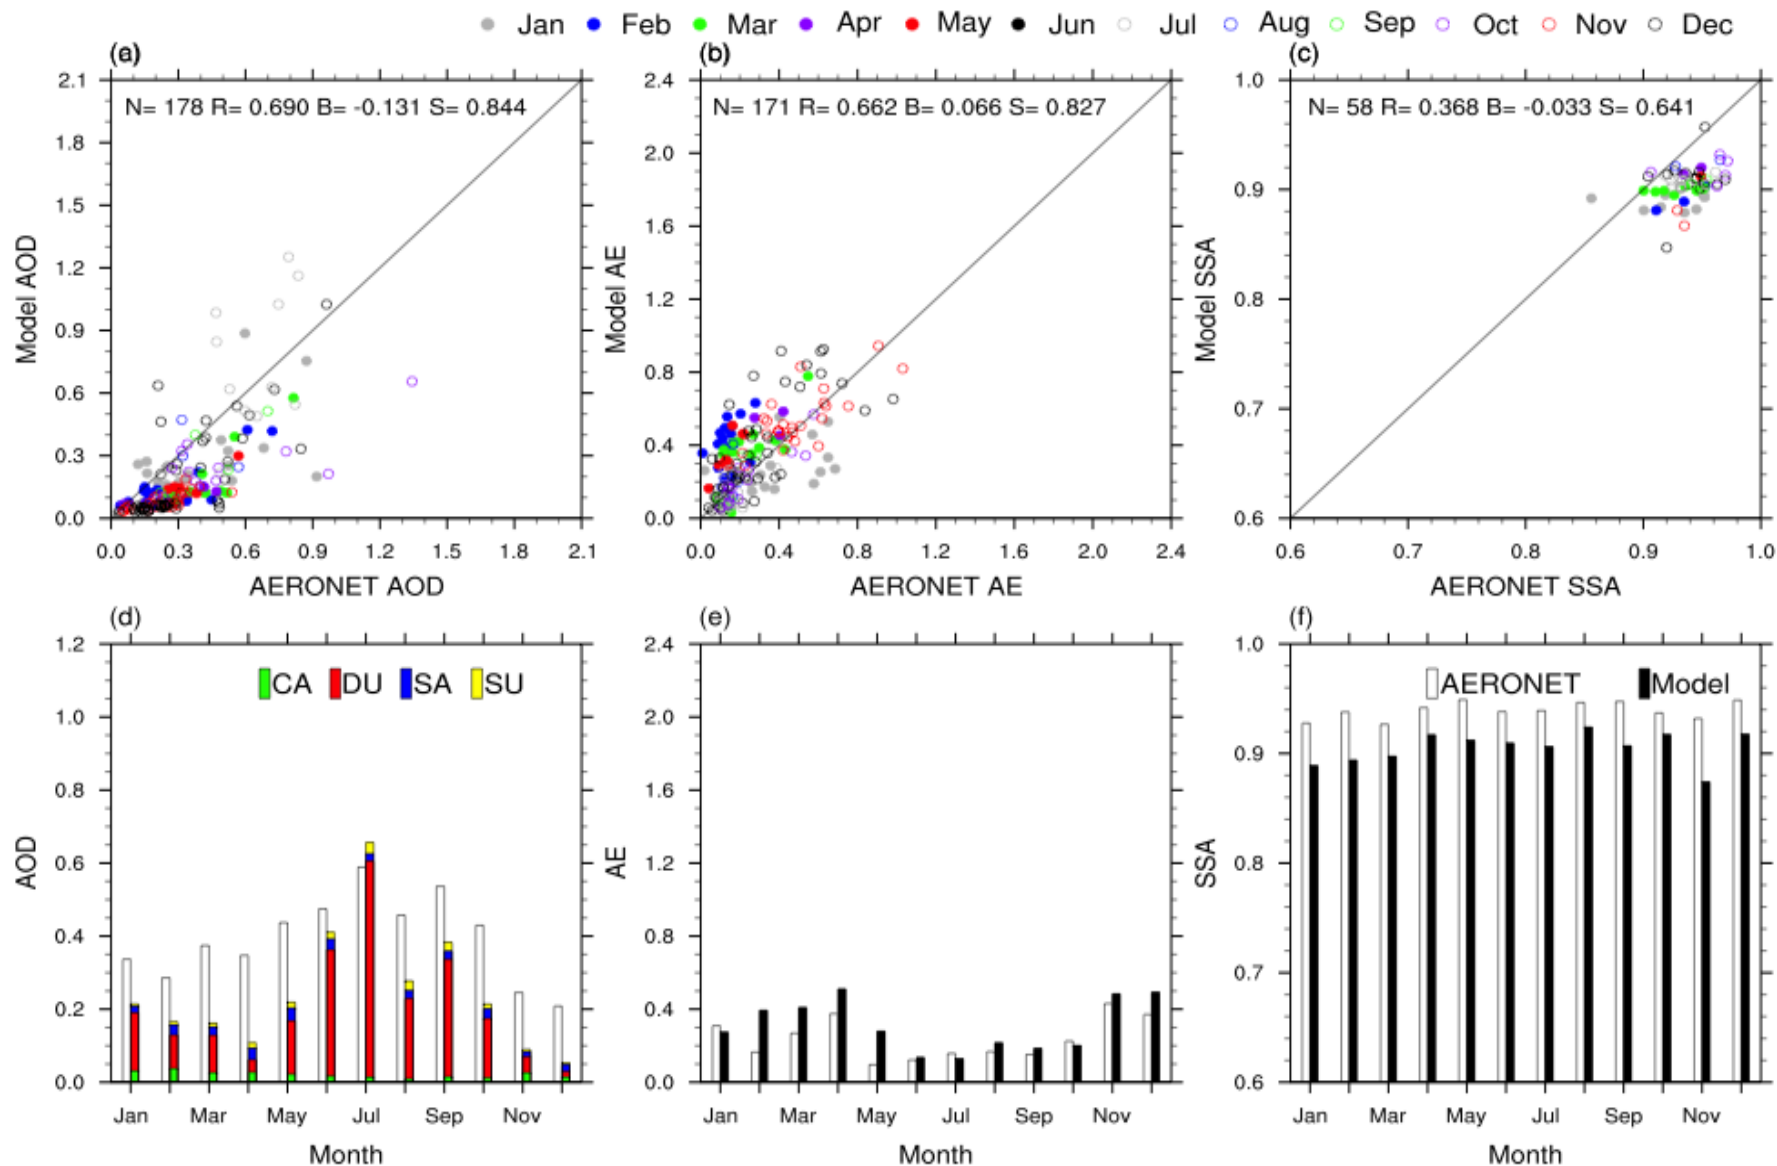 Jan Feb Mar Apr May Jun Jul Aug Sep Oct Nov Dec
(a) (b) (c)
N= 178 R= 0.690 B= -0.131 S= 0.844
2.1
1.8
1.5
1.2
0.9
0.6
0.3
0.0
Model AOD
0.0 0.3 0.6 0.9 1.2 1.5 1.8 2.1
AERONET AOD
N= 171 R= 0.662 B= 0.066 S= 0.827
2.4
2.0
1.6
1.2
0.8
0.4
0.0
Model AE
0.0 0.4 0.8 1.2 1.6 2.0 2.4
AERONET AE
N= 58 R= 0.368 B= -0.033 S= 0.641
1.0
0.9
0.8
0.7
0.6
Model SSA
0.6 0.7 0.8 0.9 1.0
AERONET SSA
(d)
CA DU SA SU
1.2
1.0
0.8
0.6
0.4
0.2
0.0
AOD
Jan Mar May Jul Sep Nov
Month
(e)
2.4
2.0
1.6
1.2
0.8
0.4
0.0
AE
Jan Mar May Jul Sep Nov
Month
(f)
AERONET Model
1.0
0.9
0.8
0.7
0.6
SSA
Jan Mar May Jul Sep Nov
Month